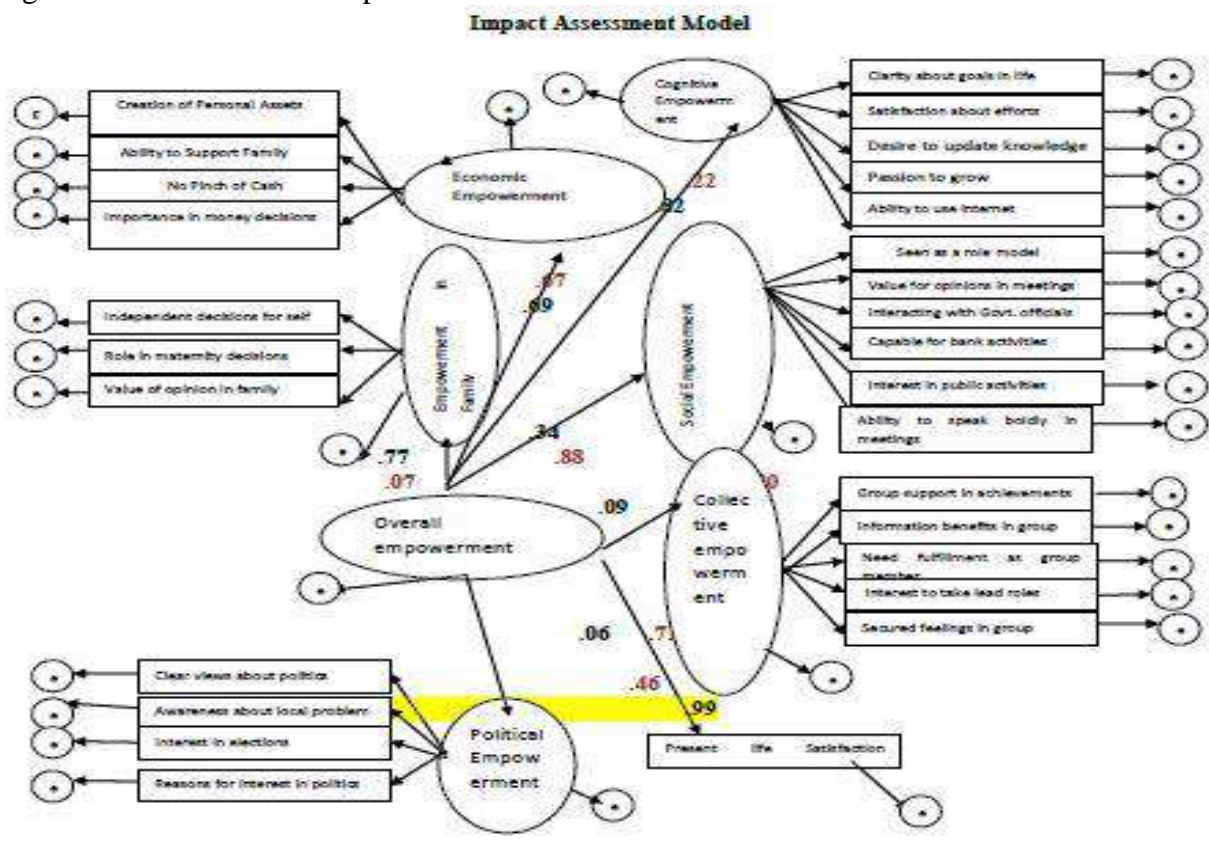 Impact Assessment Model
Cognitive
Empowerm
ent
Clarity about goals in life
Satisfaction about efforts
Desire to update knowledge
Passion to grow
Ability to use Internet
Creation of Personal Assets
Ability to Support Family
No Pinch of Cash
Importance in money decisions
Economic
Empowerment
.22
.07
.69
Seen as a role model
Value for opinions in meetings
Interacting with Govt. officials
Capable for bank activities
Interest in public activities
Ability to speak boldly in
meetings
Social Empowerment
Empowerment in
Family
Independent decisions for self
Role in maternity decisions
Value of opinion in family
.34
.88
.77
.07
Overall
empowerment
.09
Collec
tive
empo
werm
ent
Group support in achievements
Information benefits in group
Need fulfillment as group
member
Interest to take lead roles
Secured feelings in group
.06
.71
.46
.99
Clear views about politics
Awareness about local problem
Interest in elections
Reasons for interest in politics
Political
Empow
erment
Present life Satisfaction